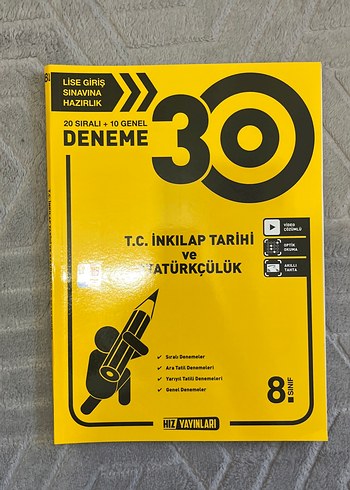 LİSE GİRİŞ
SINAVINA
HAZIRLIK
20 SIRALI + 10 GENEL
DENEME
30
T.C. İNKILAP TARİHİ
ve
ATATÜRKÇÜLÜK
VİDEO
ÇÖZÜMLÜ
OPTİK
OKUMA
AKILLI
TAHTA
Sıralı Denemeler
Ara Tatil Denemeleri
Yarıyıl Tatili Denemeleri
Genel Denemeler
8. SINIF
HIZ YAYINLARI